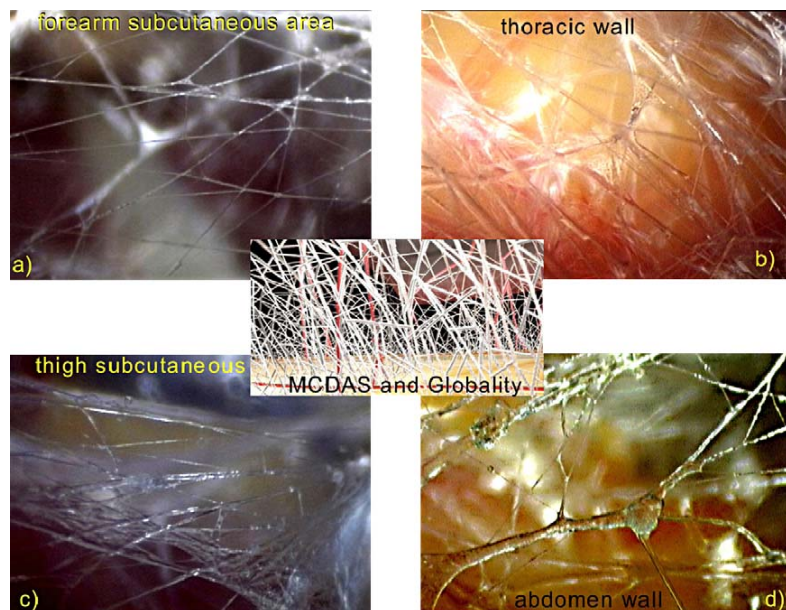 forearm subcutaneous area
a)
thoracic wall
b)
MCDAS and Globality
thigh subcutaneous
c)
abdomen wall
d)